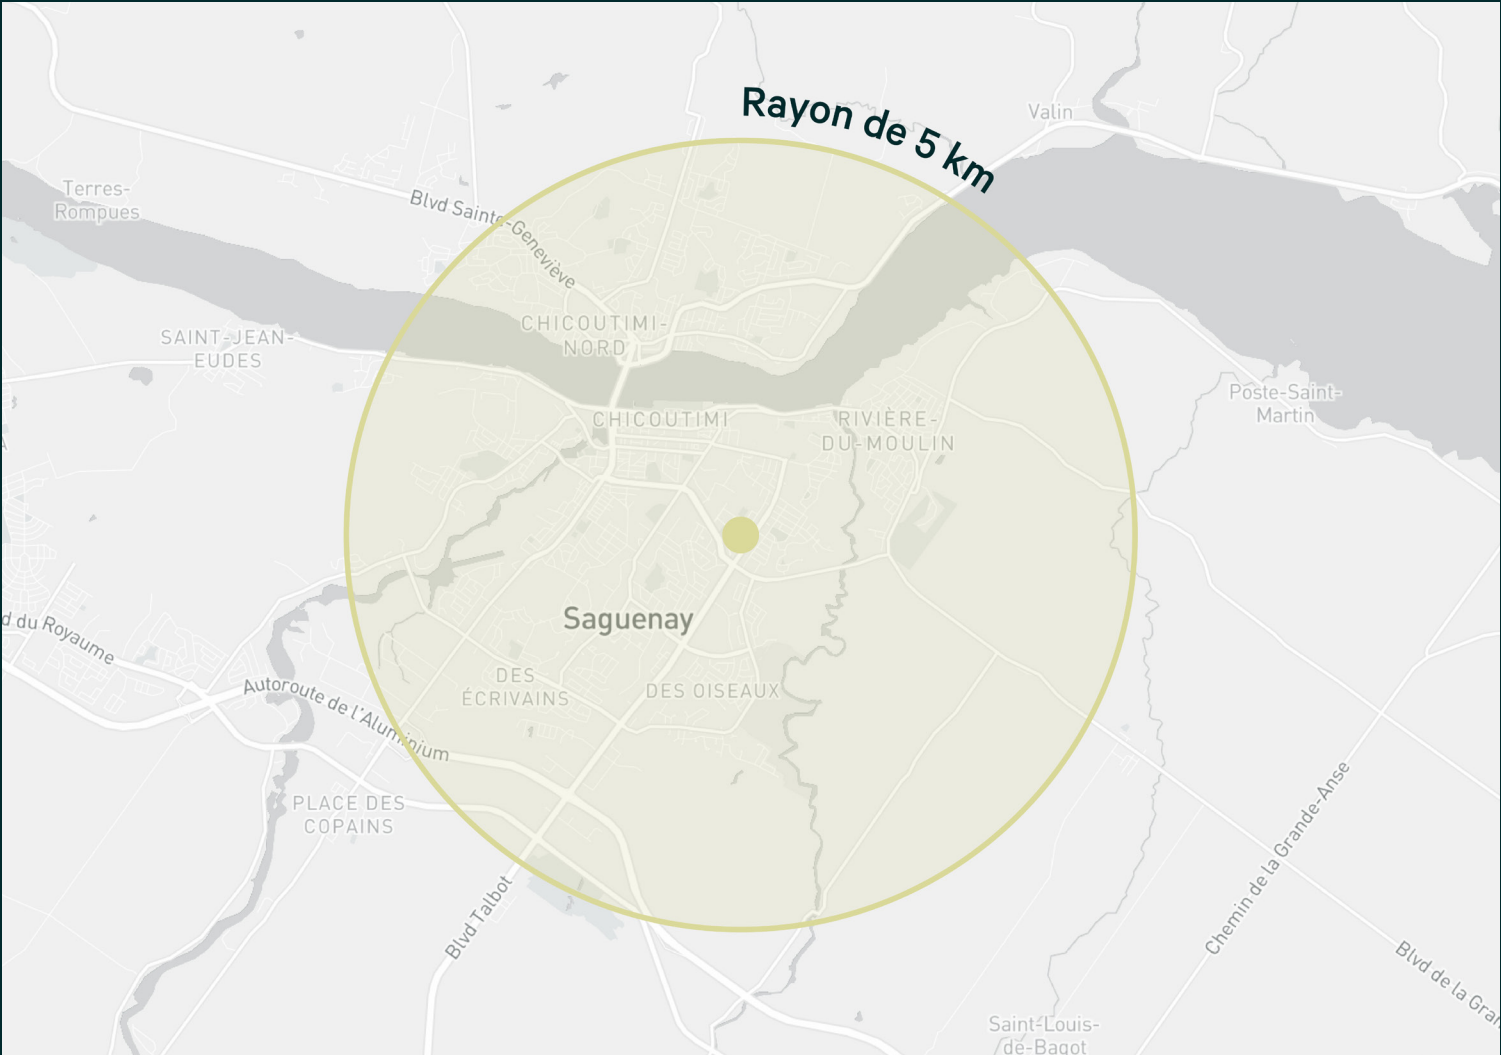 Rayon de 5 km
Valin
Terres-
Rompues
Blvd Sainte-Geneviève
CHICOUTIMI-
NORD
SAINT-JEAN-
EUDES
Poste-Saint-
Martin
CHICOUTIMI
RIVIÈRE-
DU-MOULIN
Saguenay
d du Royaume
DES
ÉCRIVAINS
DES OISEAUX
Autoroute de l'Aluminium
PLACE DES
COPAINS
Chemin de la Grande-Anse
Blvd Talbot
Blvd de la Gran
Saint-Louis-
de-Bagot